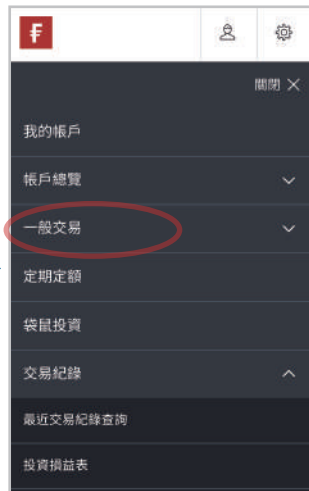 關閉
我的帳戶
帳戶總覽
一般交易
定期定額
袋鼠投資
交易紀錄
最近交易紀錄查詢
投資損益表